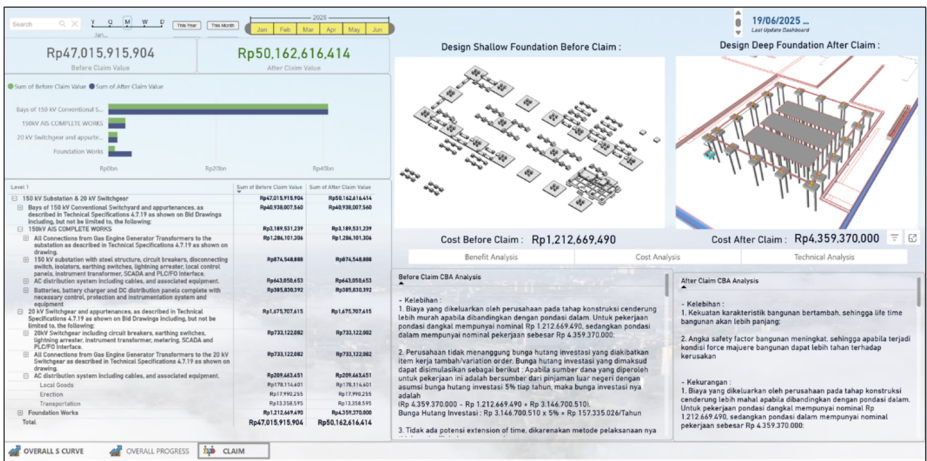 Search
Y Q M W D
Jan...
This Year
This Month
2025
Jan Feb Mar Apr May Jun
19/06/2025 ...
Last Update Dashboard
Rp47,015,915,904
Before Claim Value
Rp50,162,616,414
After Claim Value
Sum of Before Claim Value Sum of After Claim Value
Bays of 150 kV Conventional S...
150kV AIS COMPLETE WORKS
20 kV Switchgear and appurte...
Foundation Works
Rp0bn Rp20bn Rp40bn
Design Shallow Foundation Before Claim :
Design Deep Foundation After Claim :
Cost Before Claim : Rp1,212,669,490
Cost After Claim : Rp4,359,370,000
Benefit Analysis
Cost Analysis
Technical Analysis
Level 1 Sum of Before Claim Value Sum of After Claim Value
150 kV Substation & 20 kV Switchgear Rp47,015,915,904 Rp50,162,616,414
Bays of 150 kV Conventional Switchyard and appurtenances, as Rp40,938,007,560 Rp40,938,007,560
described in Technical Specifications 4.7.19 as shown on Bid Drawings
Including, but not be limited to, the following:
150kV AIS COMPLETE WORKS Rp3,189,531,239 Rp3,189,531,239
All Connections from Gas Engine Generator Transformers to the Rp1,286,101,306 Rp1,286,101,306
substation as described in Technical Specifications 4.7.19 as shown on
drawing.
150 kV substation with steel structure, circuit breakers, disconnecting Rp874,548,888 Rp874,548,888
switch, isolators, earthing switches, lightning arrester, local control
panels, instrument transformer, SCADA and PLC/FO Interface,
AC distribution system including cables, and associated equipment. Rp643,050,653 Rp643,050,653
Batteries, battery charger and DC distribution panels complete with Rp385,830,392 Rp385,830,392
necessary control, protection and instrumentation system and
equipment
20 kV Switchgear and appurtenances, as described in Technical Rp1,675,707,615 Rp1,675,707,615
Specifications 4.7.19 as shown on Bid Drawings Including, but not be
limited to, the following:
20kV Switchgear including circuit breakers, earthing switches, Rp733,122,082 Rp733,122,082
lightning arrester, instrument transformer, metering, SCADA and
PLC/FO Interface.
All Connections from Gas Engine Generator Transformers to the 20 kV Rp733,122,082 Rp733,122,082
Switchgear as described in Technical Specifications 4.7.19 as shown on
drawing.
AC distribution system including cables, and associated equipment. Rp209,463,451 Rp209,463,451
Local Goods Rp178,114,601 Rp178,114,601
Erection Rp17,990,255 Rp17,990,255
Transportation Rp13,358,595 Rp13,358,595
Foundation Works Rp1,212,669,490 Rp4,359,370,000
Total Rp47,015,915,904 Rp50,162,616,414
Before Claim CBA Analysis
- Kelebihan :
1. Biaya yang dikeluarkan oleh perusahaan pada tahap konstruksi cenderung
lebih murah apabila dibandingkan dengan pondasi dalam. Untuk pekerjaan
pondasi dangkal mempunyai nominal Rp 1.212.669.490, sedangkan pondasi
dalam mempunyai nominal pekerjaan sebesar Rp 4.359.370.000:
2. Perusahaan tidak menanggung bunga hutang investasi yang diakibatkan
item kerja tambah/variation order. Bunga hutang investasi yang dimaksud
dapat disimulasikan sebagai berikut : Apabila sumber dana yang diperoleh
untuk pekerjaan ini adalah bersumber dari pinjaman luar negeri dengan
asumsi bunga hutang investasi 5% tiap tahun, maka bunga investasi nya
adalah
(Rp 4.359.370.000 - Rp 1.212.669.490 = Rp 3.146.700.510).
Bunga Hutang Investasi : Rp 3.146.700.510 x 5% = Rp 157.335.026/Tahun
3. Tidak ada potensi extension of time, dikarenakan metode pelaksanaan nya
After Claim CBA Analysis
- Kelebihan :
1. Kekuatan karakteristik bangunan bertambah, sehingga life time
bangunan akan lebih panjang;
2. Angka safety factor bangunan meningkat, sehingga apabila terjadi
kondisi force majuere bangunan dapat lebih tahan terhadap
kerusakan
- Kekurangan :
1. Biaya yang dikeluarkan oleh perusahaan pada tahap konstruksi
cenderung lebih mahal apabila dibandingkan dengan pondasi dalam.
Untuk pekerjaan pondasi dangkal mempunyai nominal Rp
1.212.669.490, sedangkan pondasi dalam mempunyai nominal
pekerjaan sebesar Rp 4.359.370.000:
OVERALL S CURVE
OVERALL PROGRESS
CLAIM